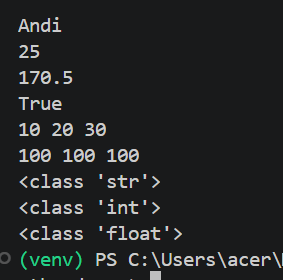 Andi
25
170.5
True
10 20 30
100 100 100
<class 'str'>
<class 'int'>
<class 'float'>
(venv) PS C:\Users\acer\